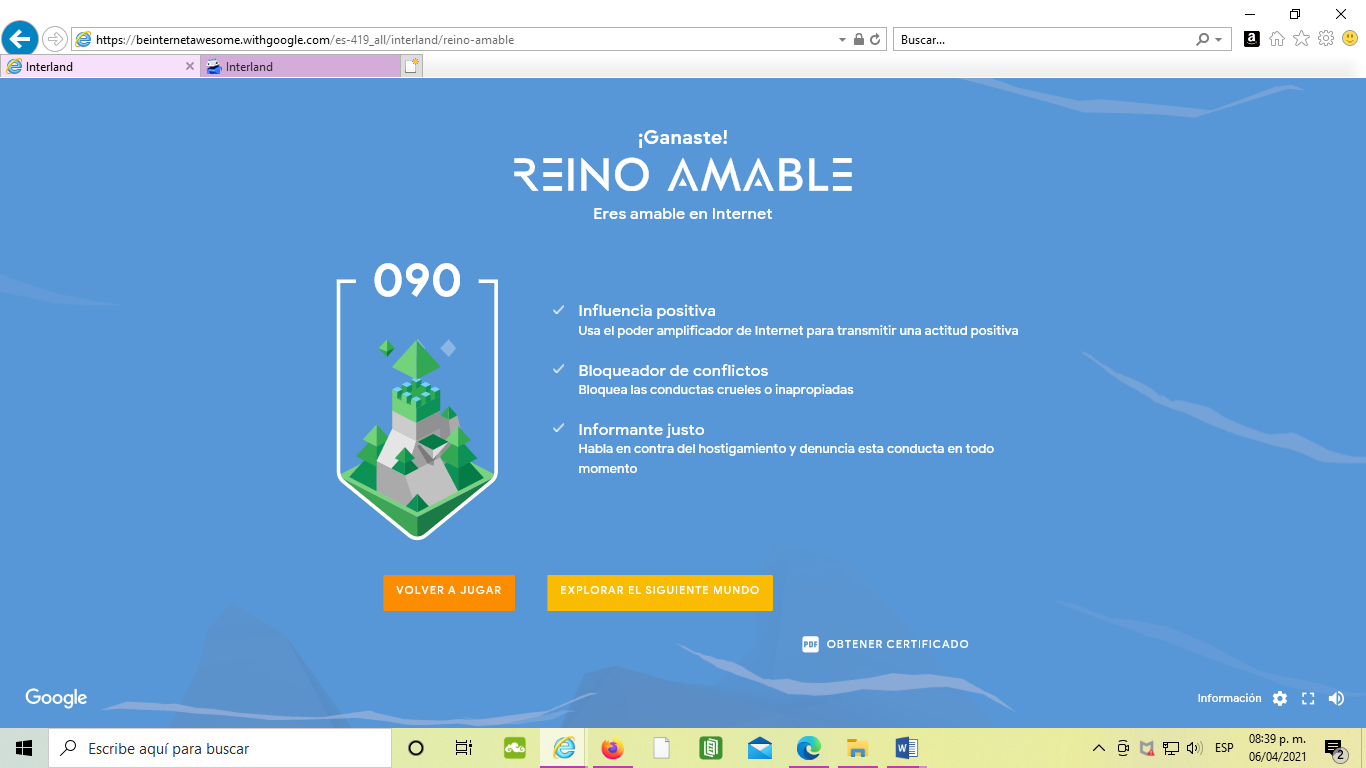 https://beinternetawesome.withgoogle.com/es-419_all/interland/reino-amable
Buscar...
Interland
Interland
¡Ganaste!
REINO AMABLE
Eres amable en Internet
090
Influencia positiva
Usa el poder amplificador de Internet para transmitir una actitud positiva
Bloqueador de conflictos
Bloquea las conductas crueles o inapropiadas
Informante justo
Habla en contra del hostigamiento y denuncia esta conducta en todo
momento
VOLVER A JUGAR
EXPLORAR EL SIGUIENTE MUNDO
PDF OBTENER CERTIFICADO
Google
Información
Escribe aquí para buscar
ESP
08:39 p. m.
06/04/2021
2